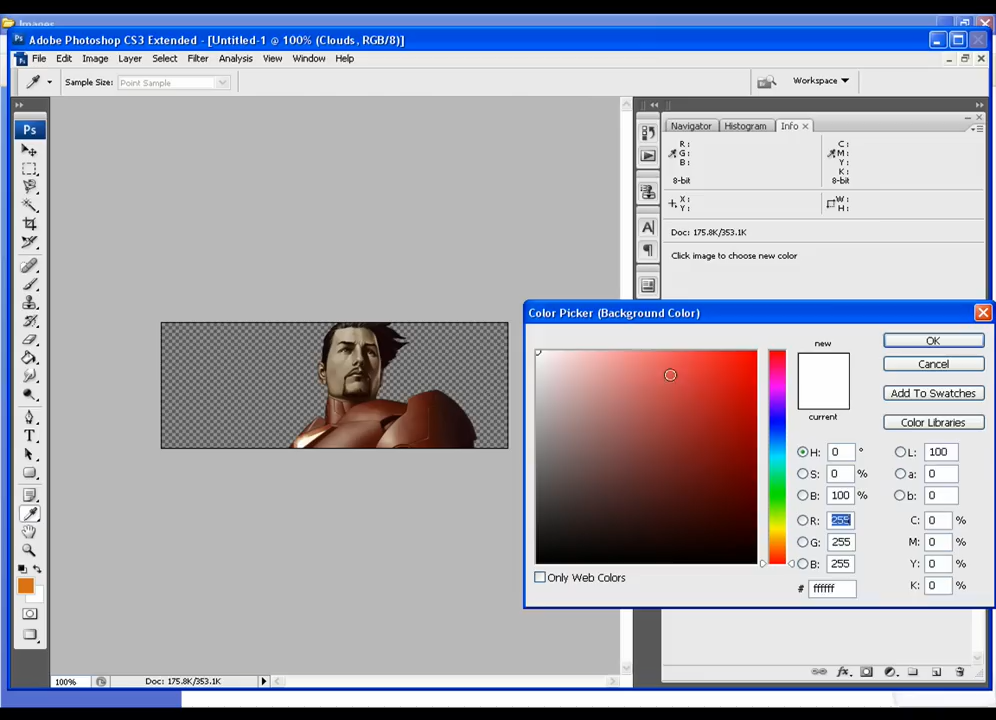 Images
Adobe Photoshop CS3 Extended - [Untitled-1 @ 100% (Clouds, RGB/8)]
File Edit Image Layer Select Filter Analysis View Window Help
Sample Size: Point Sample
Workspace
Ps
Navigator Histogram Info
R :
G :
B :
C :
M :
Y :
K :
8-bit 8-bit
X :
Y :
W :
H :
Doc: 175.8K/353.1K
Click image to choose new color
Color Picker (Background Color)
new
current
OK
Cancel
Add To Swatches
Color Libraries
H: 0 ° L: 100
S: 0 % a: 0
B: 100 % b: 0
R: 255 C: 0 %
G: 255 M: 0 %
B: 255 Y: 0 %
# ffffff K: 0 %
Only Web Colors
100% Doc: 175.8K/353.1K